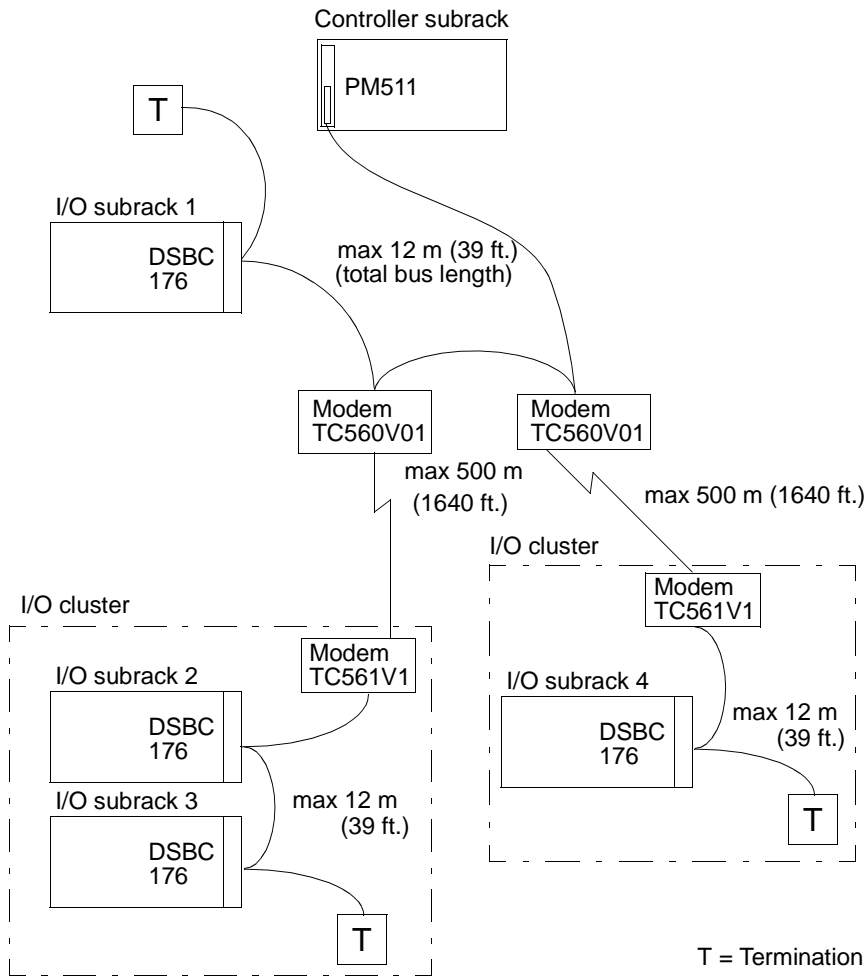 Controller subrack
PM511
T
I/O subrack 1
DSBC
176
max 12 m (39 ft.)
(total bus length)
Modem
TC560V01
Modem
TC560V01
max 500 m
(1640 ft.)
max 500 m (1640 ft.)
I/O cluster
Modem
TC561V1
I/O cluster
Modem
TC561V1
I/O subrack 2
DSBC
176
I/O subrack 4
DSBC
176
max 12 m
(39 ft.)
I/O subrack 3
DSBC
176
max 12 m
(39 ft.)
T
T
T = Termination